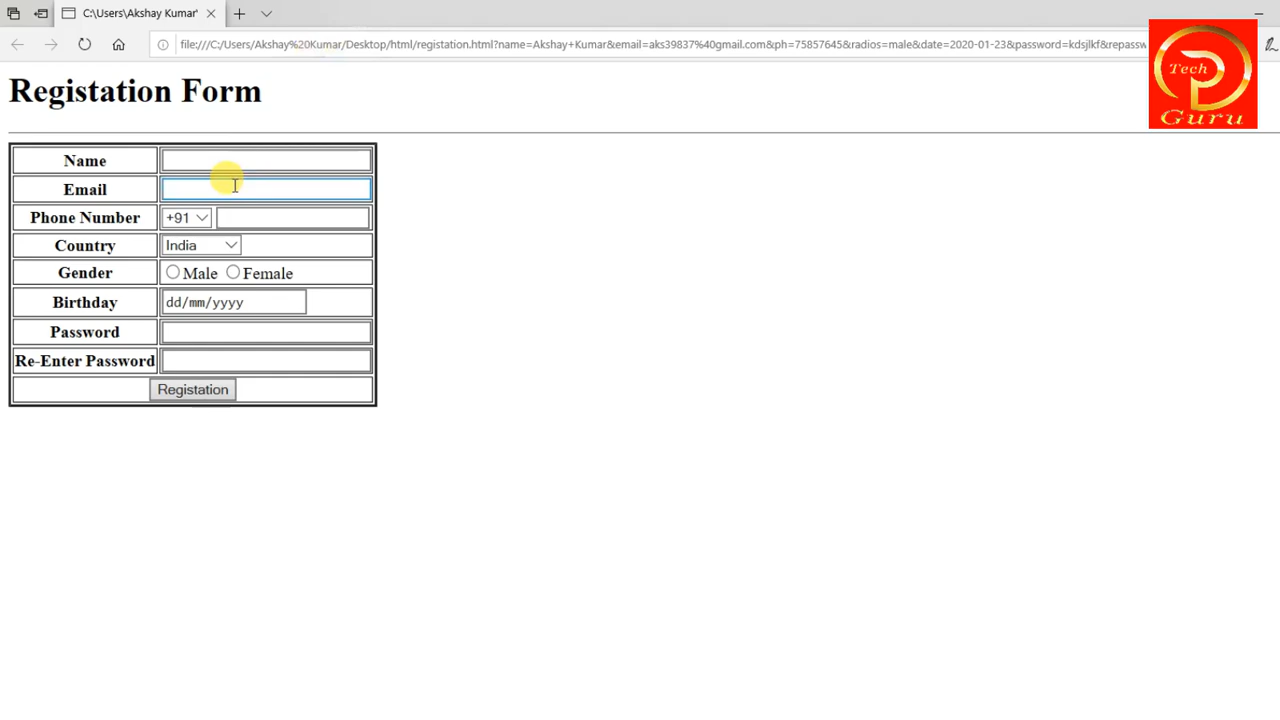 C:\Users\Akshay Kumar'
file:///C:/Users/Akshay%20Kumar/Desktop/html/registation.html?name=Akshay+Kumar&email=aks39837%40gmail.com&ph=75857645&radios=male&date=2020-01-23&password=kdsjlkf&repassw
Tech
Guru
Registation Form
Name
Email
Phone Number +91
Country India
Gender Male Female
Birthday dd/mm/yyyy
Password
Re-Enter Password
Registation